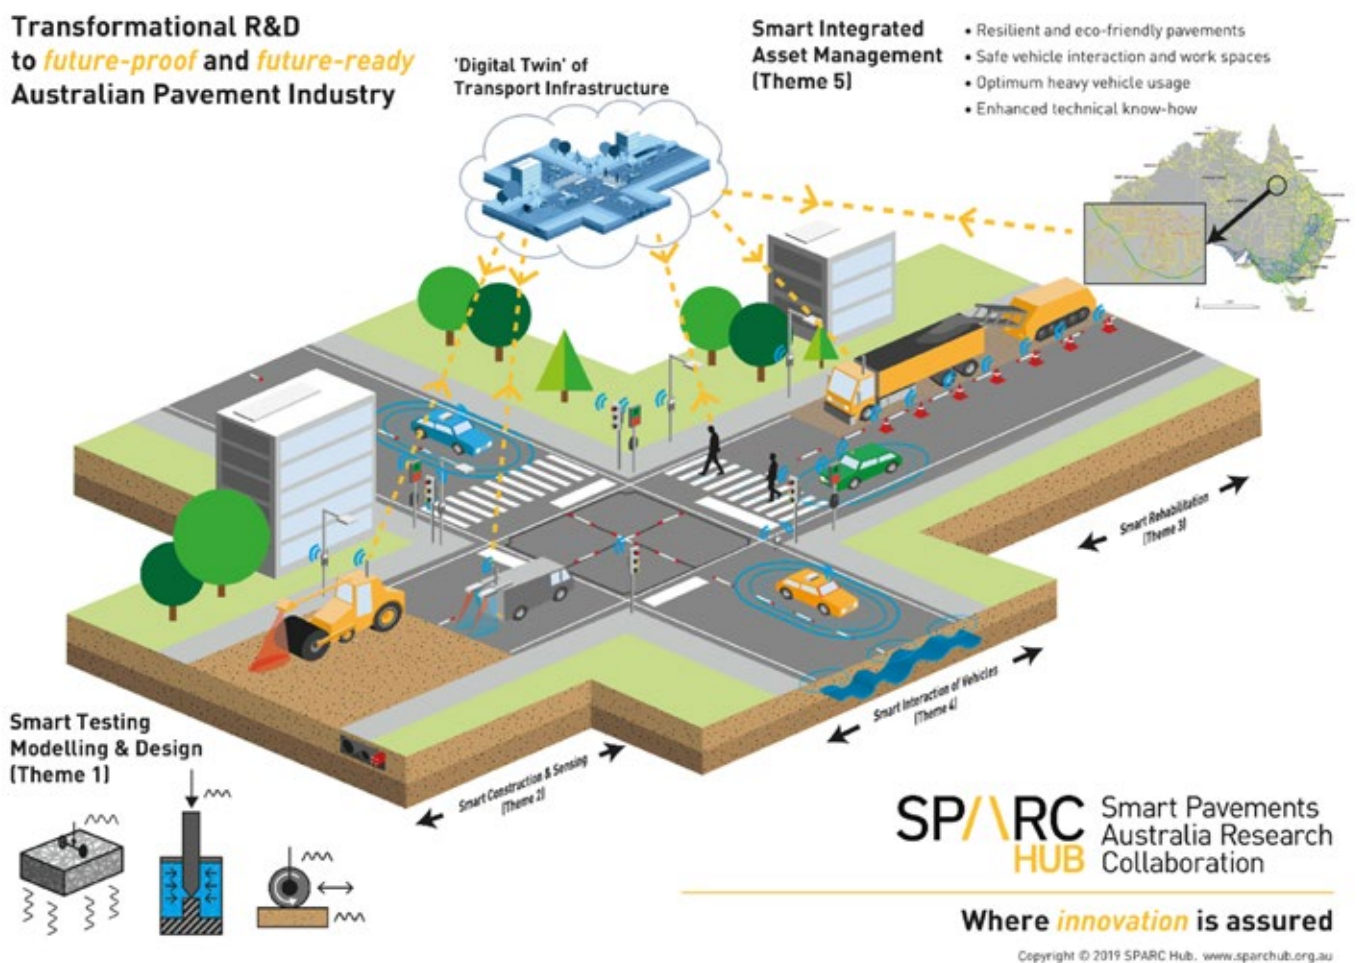 Transformational R&D
to future-proof and future-ready
Australian Pavement Industry
'Digital Twin' of
Transport Infrastructure
Smart Integrated
Asset Management
(Theme 5)
• Resilient and eco-friendly pavements
• Safe vehicle interaction and work spaces
• Optimum heavy vehicle usage
• Enhanced technical know-how
Smart Rehabilitation
(Theme 3)
Smart Interaction of Vehicles
(Theme 4)
Smart Construction & Sensing
(Theme 2)
Smart Testing
Modelling & Design
(Theme 1)
SPARC
HUB
Smart Pavements
Australia Research
Collaboration
Where innovation is assured
Copyright © 2019 SPARC Hub. www.sparchub.org.au